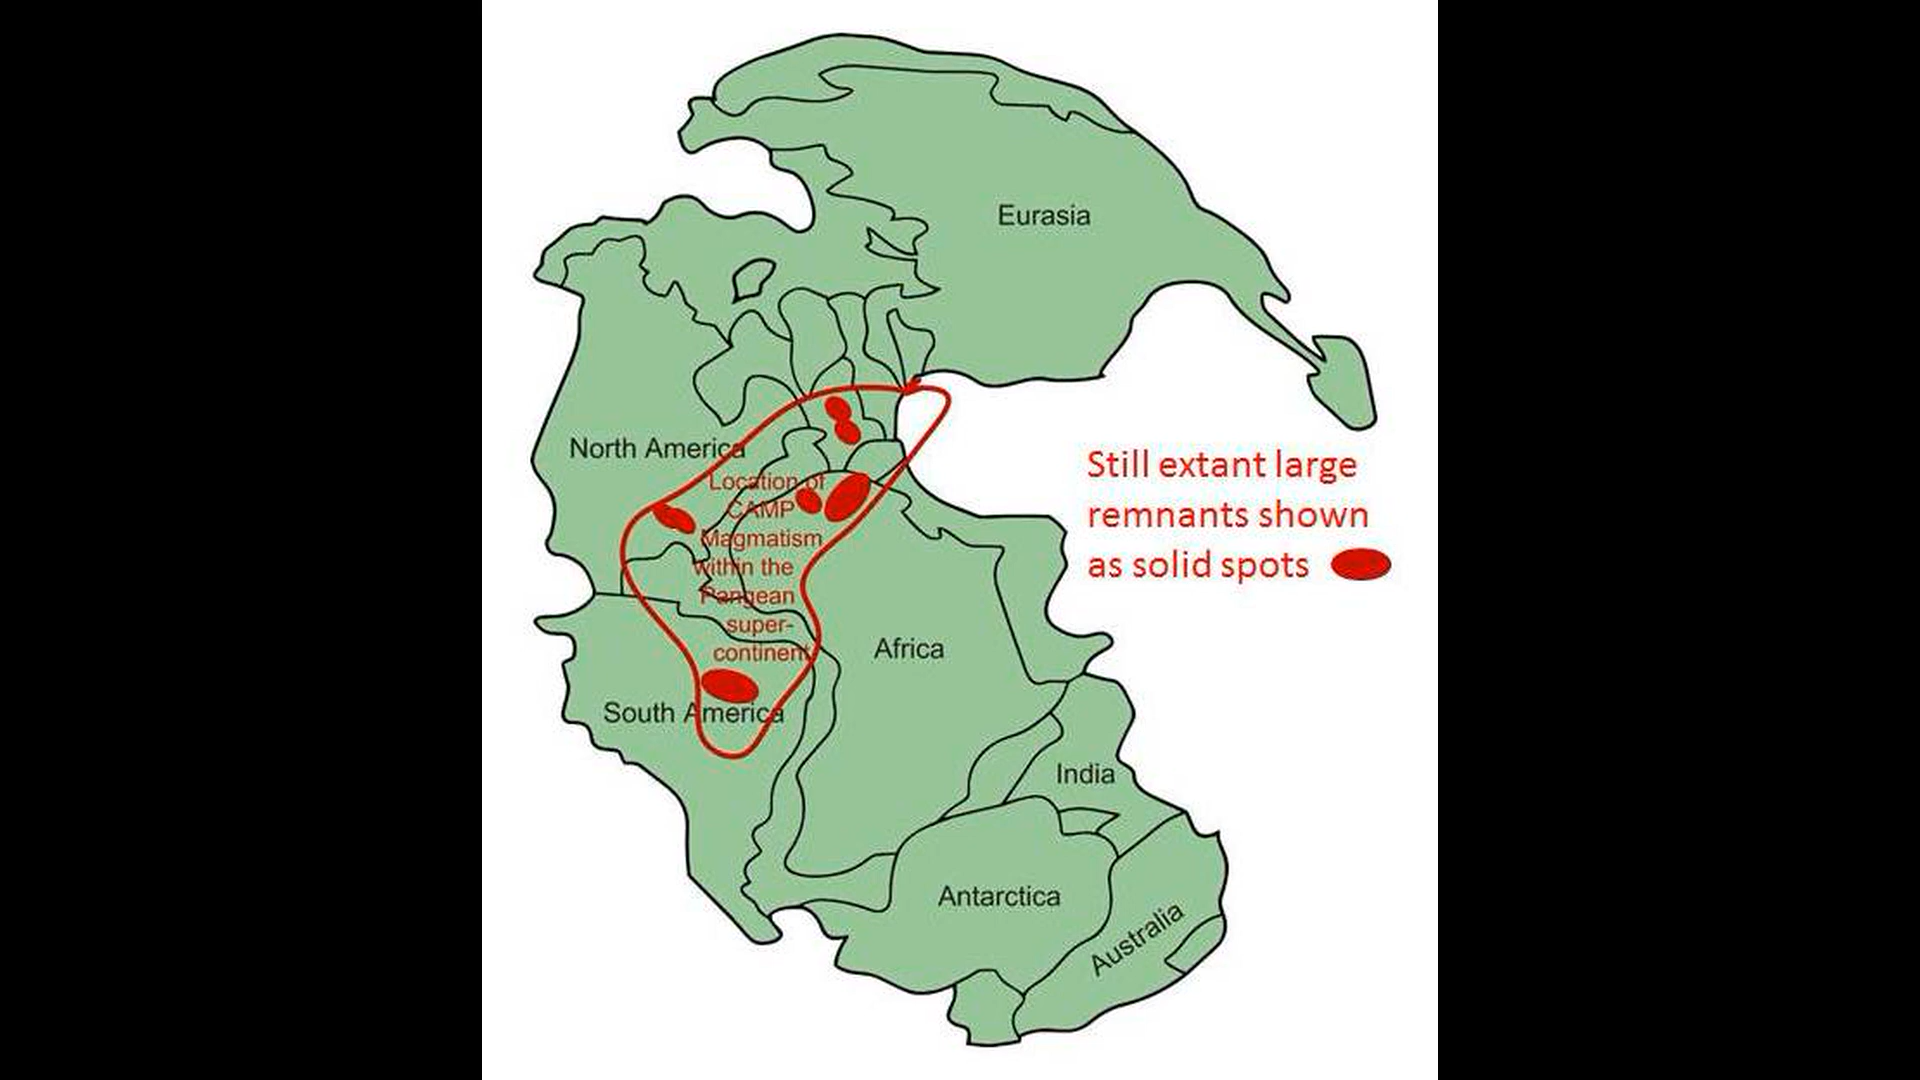 Eurasia
North America
Location of
CAMP
Magmatism
within the
Pangean
super-
continent
Still extant large
remnants shown
as solid spots
Africa
South America
India
Antarctica
Australia